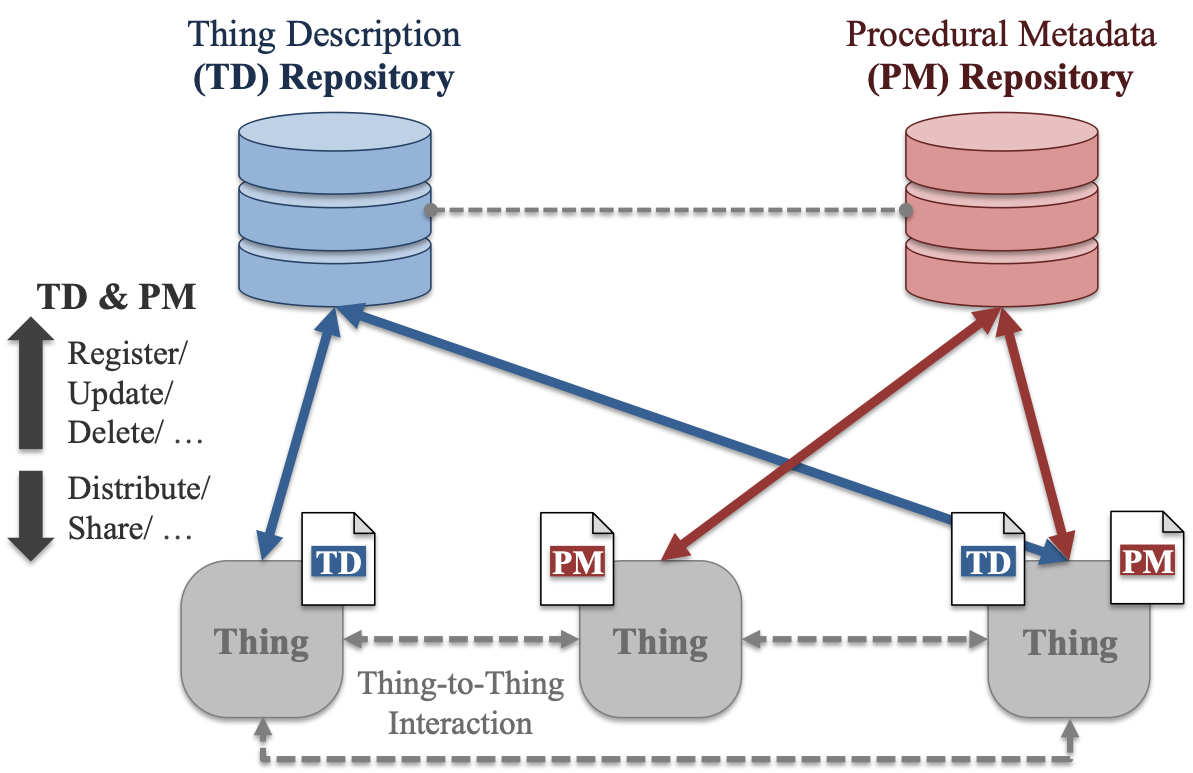 Thing Description
(TD) Repository
Procedural Metadata
(PM) Repository
TD & PM
Register/
Update/
Delete/ …
Distribute/
Share/ …
TD
PM
TD
PM
Thing
Thing
Thing
Thing-to-Thing
Interaction